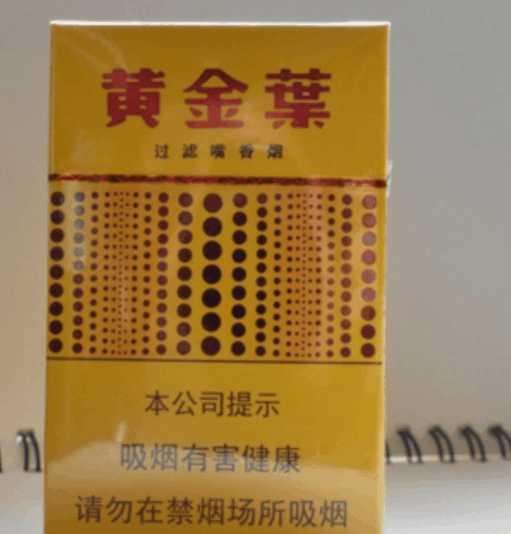 黄金葉
过滤嘴香烟
本公司提示
吸烟有害健康
请勿在禁烟场所吸烟